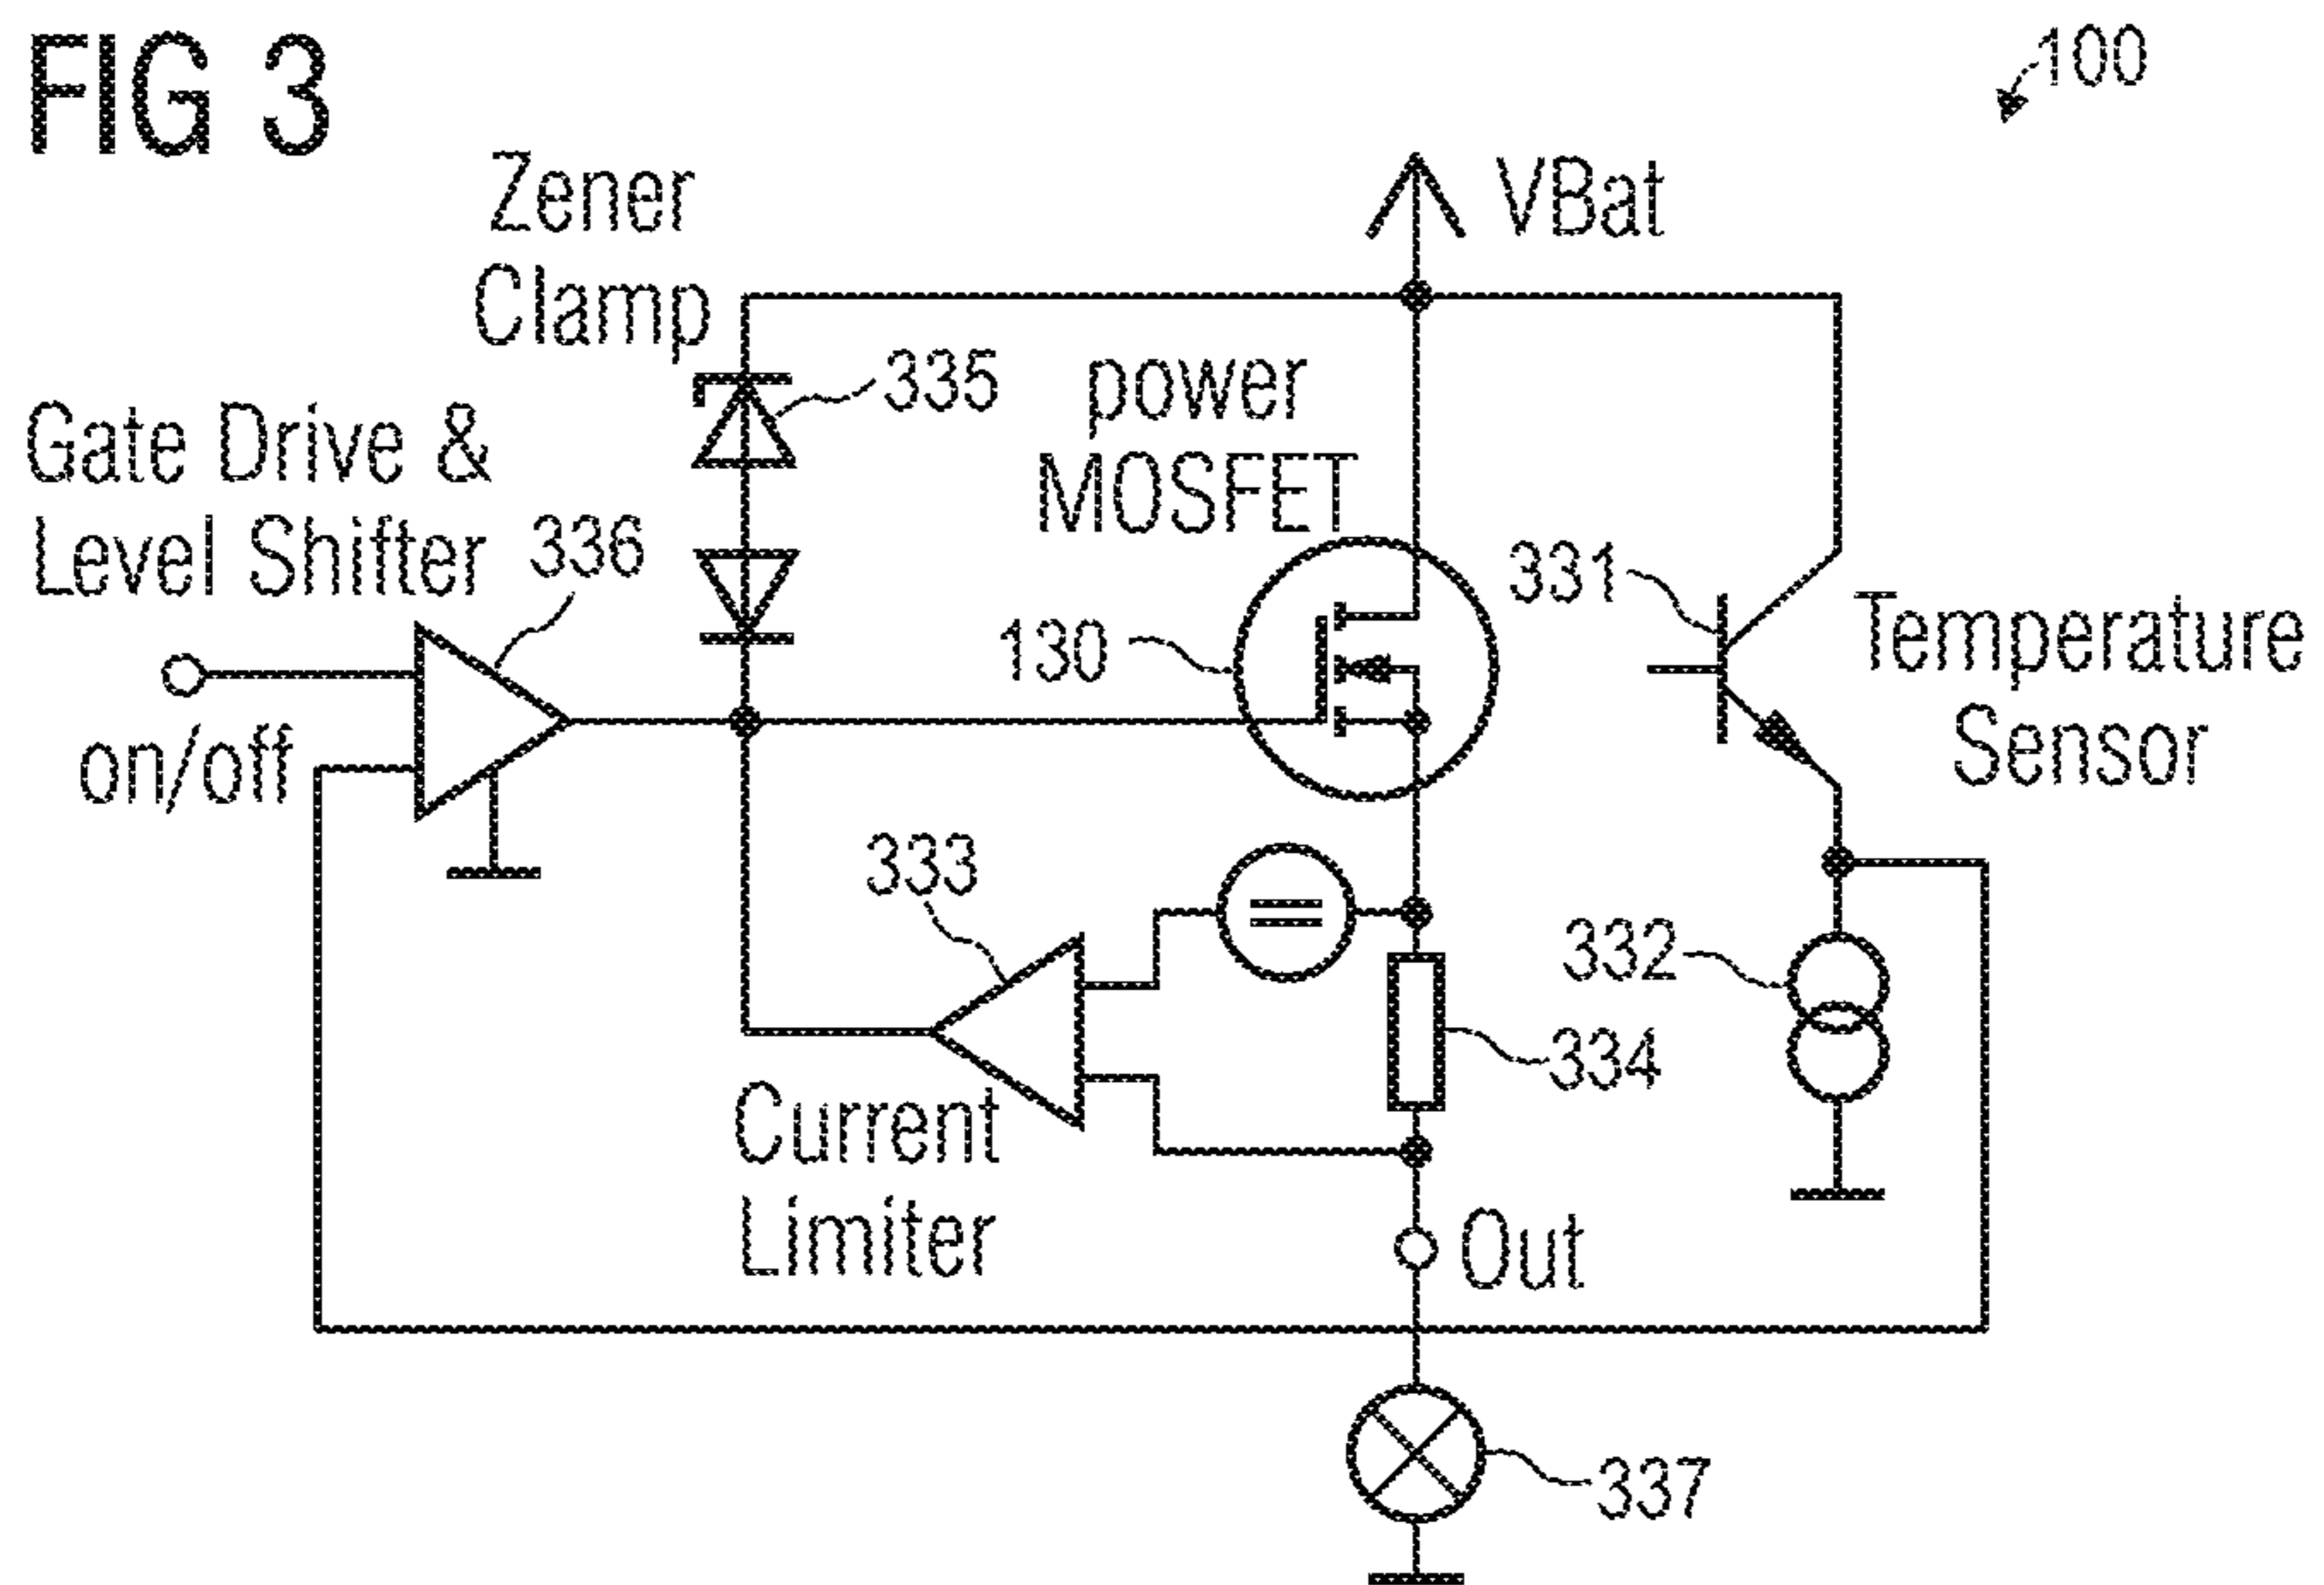 FIG 3
100
Zener
Clamp
VBat
335
power
MOSFET
Gate Drive &
Level Shifter
336
331
130
Temperature
Sensor
on/off
333
332
334
Current
Limiter
Out
337